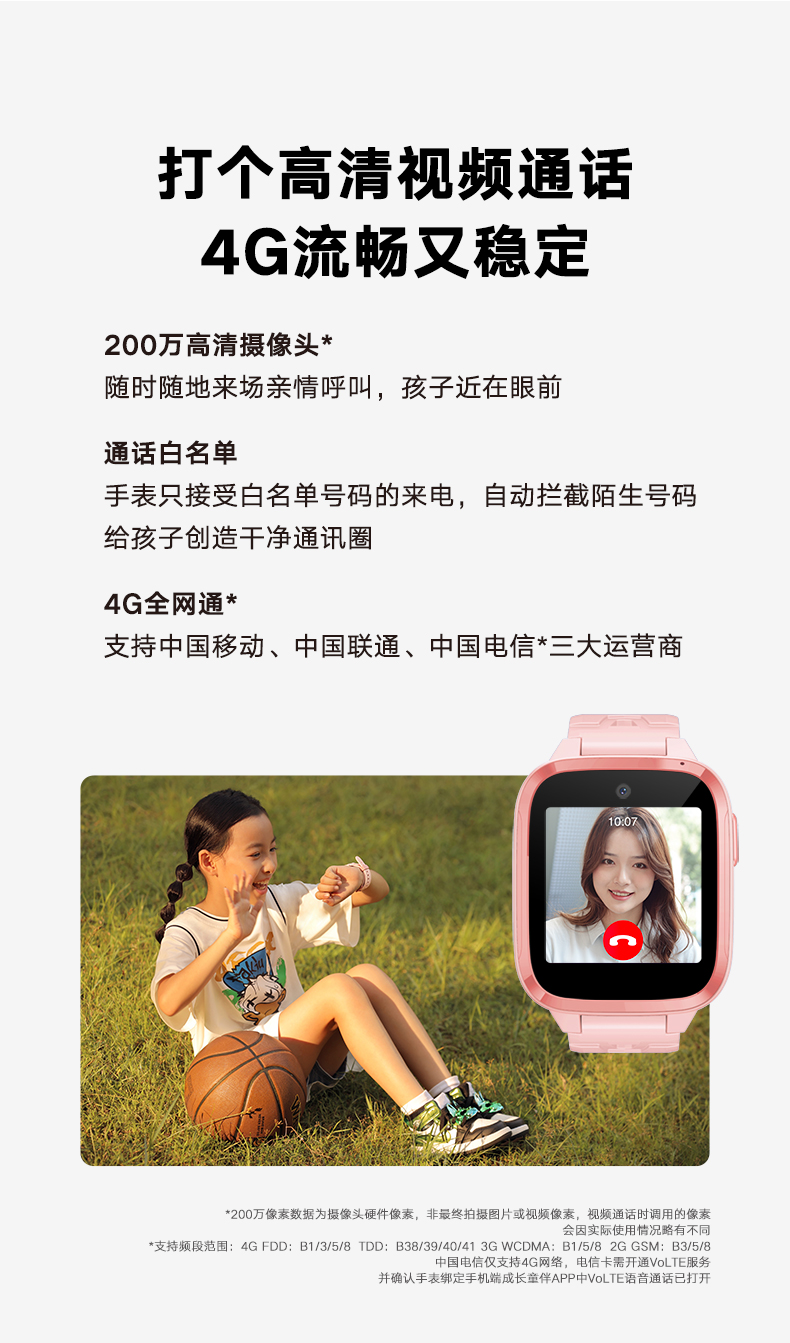 打个高清视频通话
4G流畅又稳定
200万高清摄像头*
随时随地来场亲情呼叫，孩子近在眼前
通话白名单
手表只接受白名单号码的来电，自动拦截陌生号码
给孩子创造干净通讯圈
4G全网通*
支持中国移动、中国联通、中国电信*三大运营商
10:07
*200万像素数据为摄像头硬件像素，非最终拍摄图片或视频像素，视频通话时调用的像素
会因实际使用情况略有不同
*支持频段范围：4G FDD：B1/3/5/8 TDD：B38/39/40/41 3G WCDMA：B1/5/8 2G GSM：B3/5/8
中国电信仅支持4G网络，电信卡需开通VoLTE服务
并确认手表绑定手机端成长童伴APP中VoLTE语音通话已打开